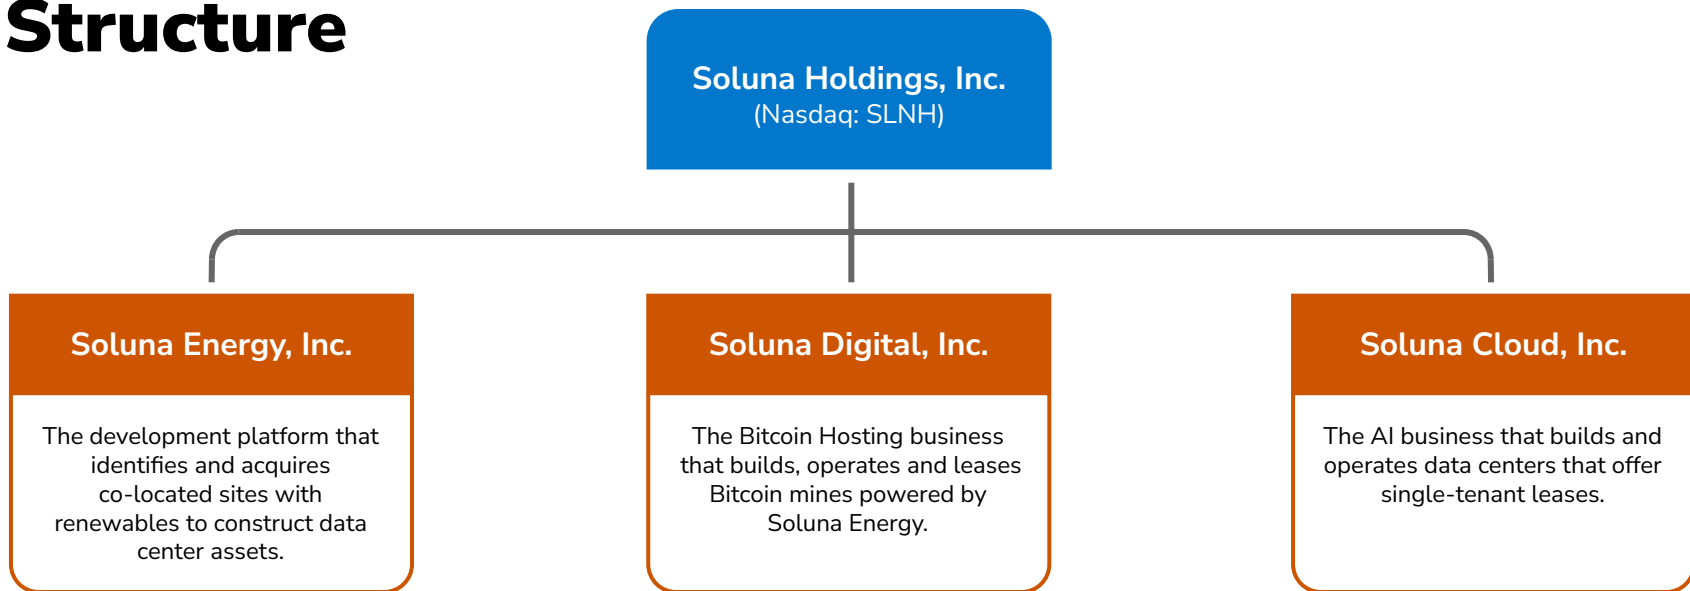 Structure
Soluna Holdings, Inc.
(Nasdaq: SLNH)
Soluna Energy, Inc.
The development platform that
identifies and acquires
co-located sites with
renewables to construct data
center assets.
Soluna Digital, Inc.
The Bitcoin Hosting business
that builds, operates and leases
Bitcoin mines powered by
Soluna Energy.
Soluna Cloud, Inc.
The AI business that builds and
operates data centers that offer
single-tenant leases.